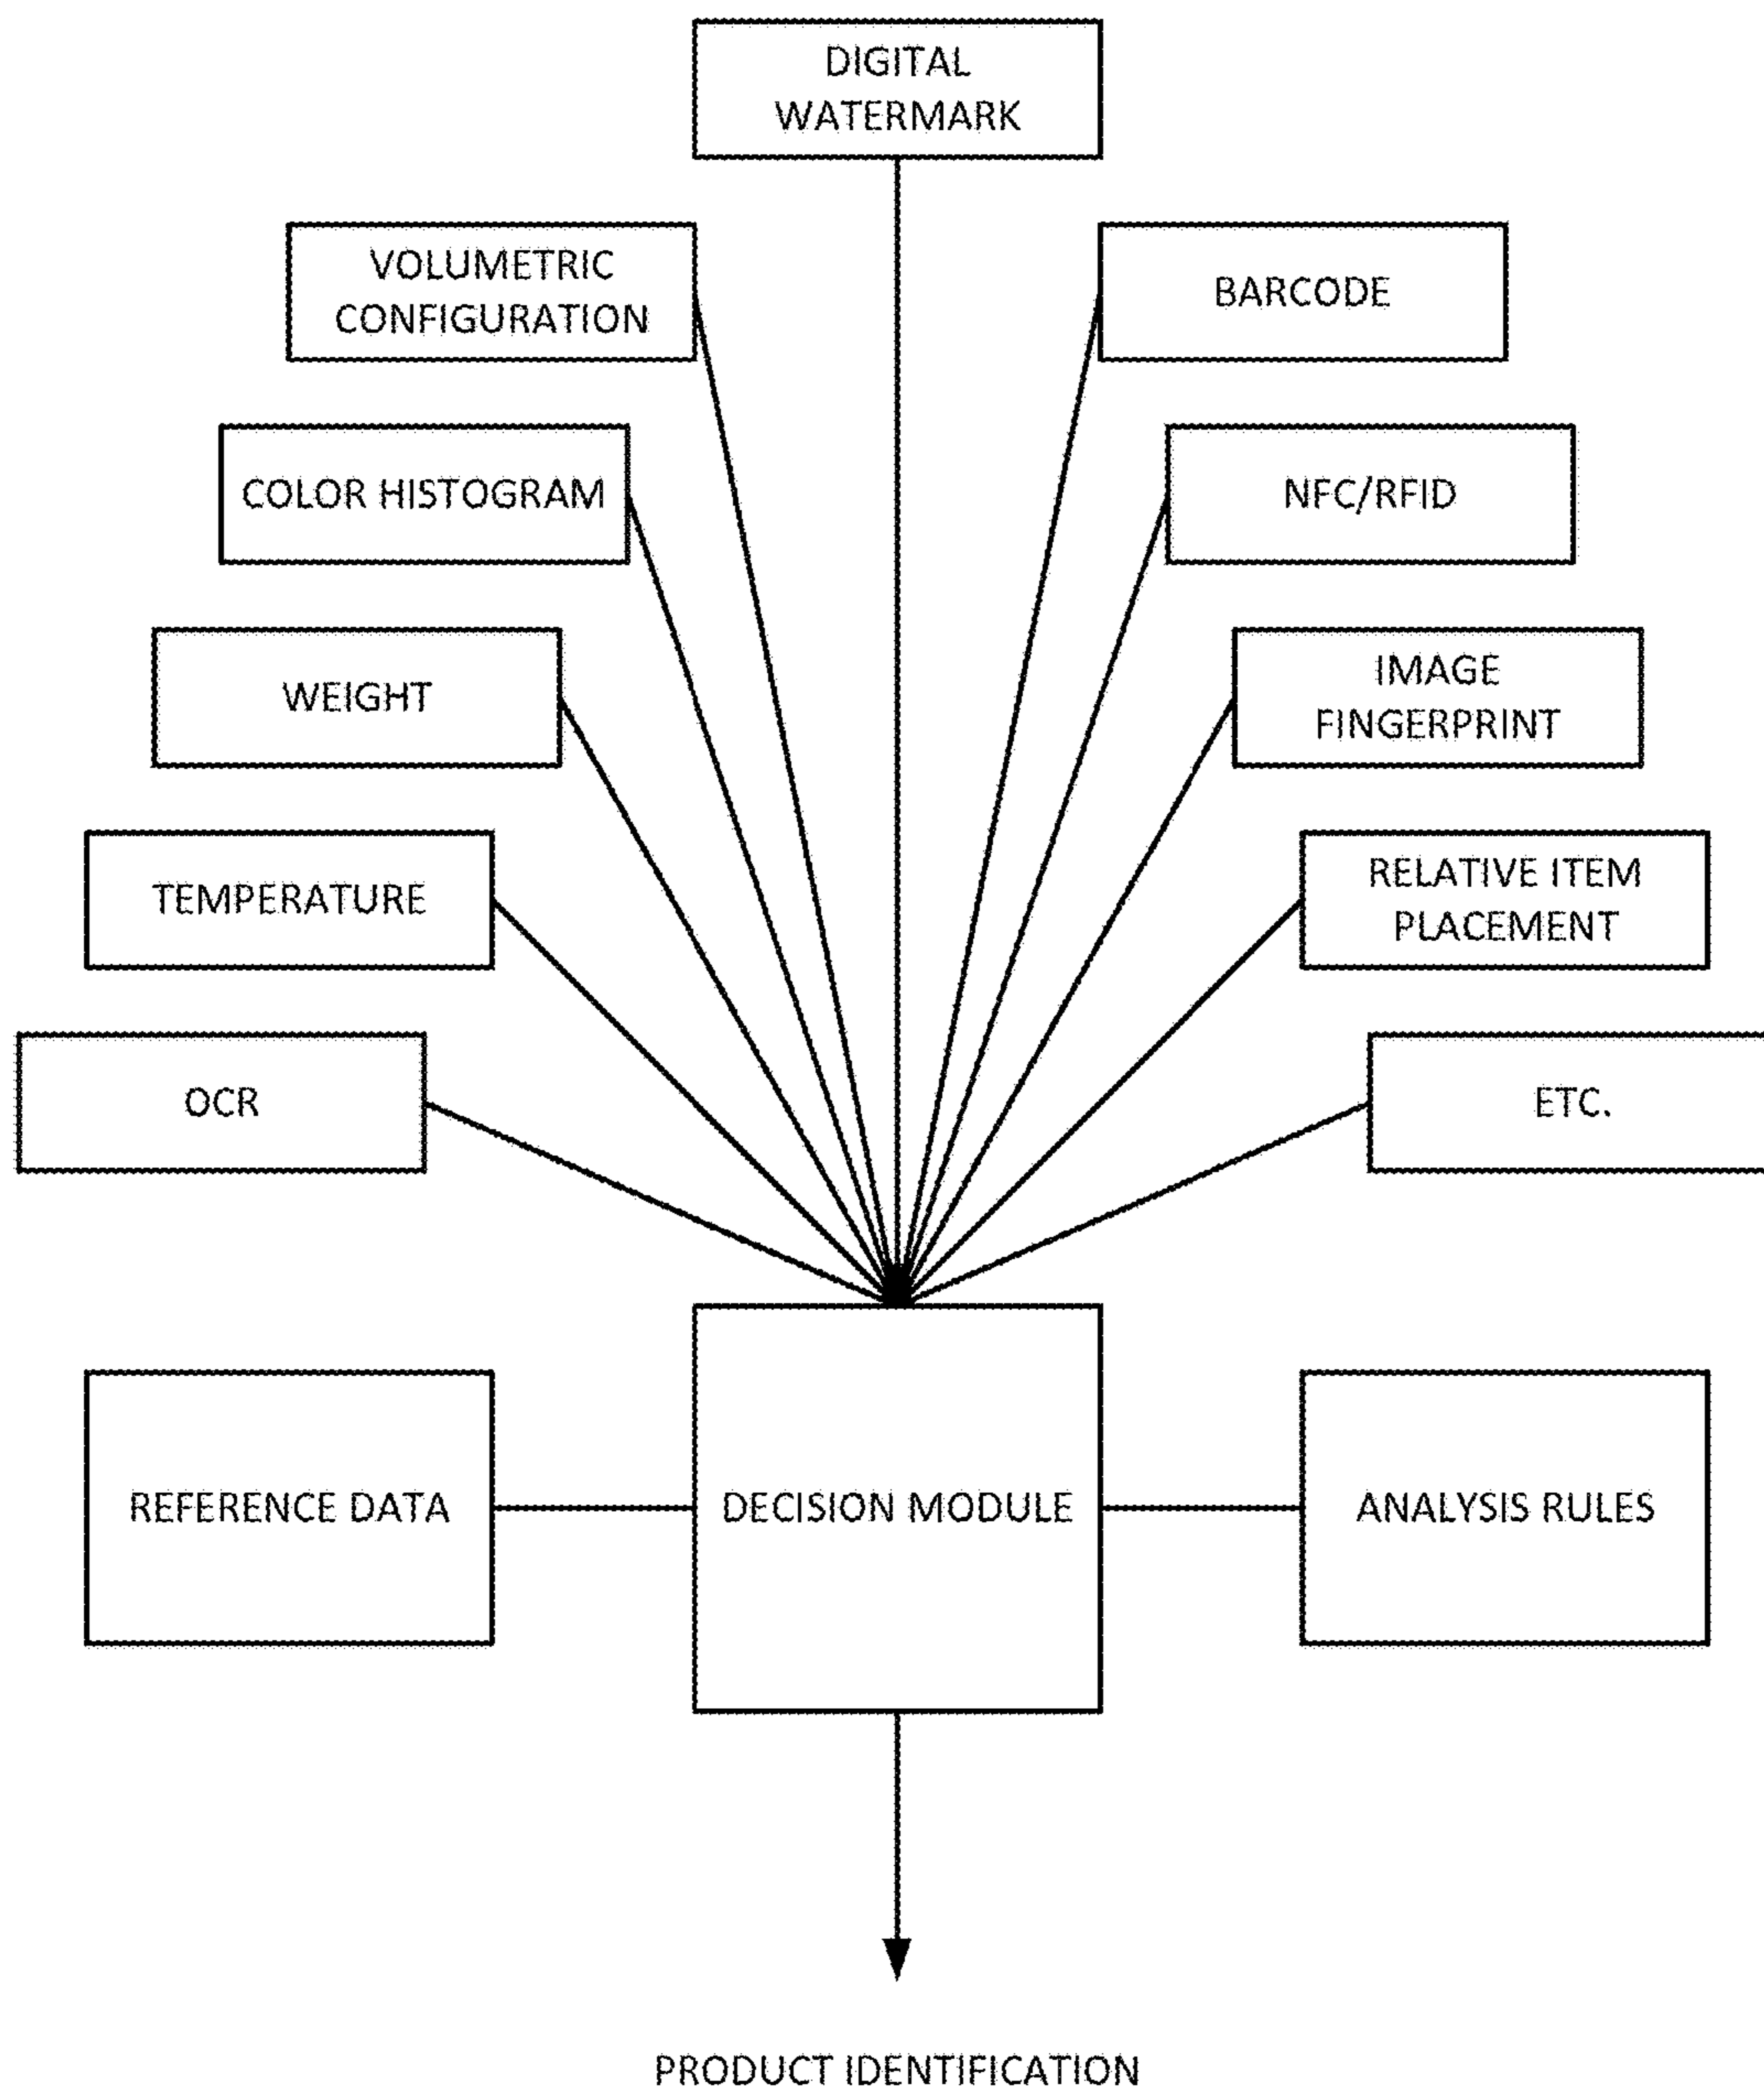 DIGITAL
WATERMARK
VOLUMETRIC
CONFIGURATION
BARCODE
COLOR HISTOGRAM
NFC/RFID
WEIGHT
IMAGE
FINGERPRINT
TEMPERATURE
RELATIVE ITEM
PLACEMENT
OCR
ETC.
REFERENCE DATA
DECISION MODULE
ANALYSIS RULES
PRODUCT IDENTIFICATION